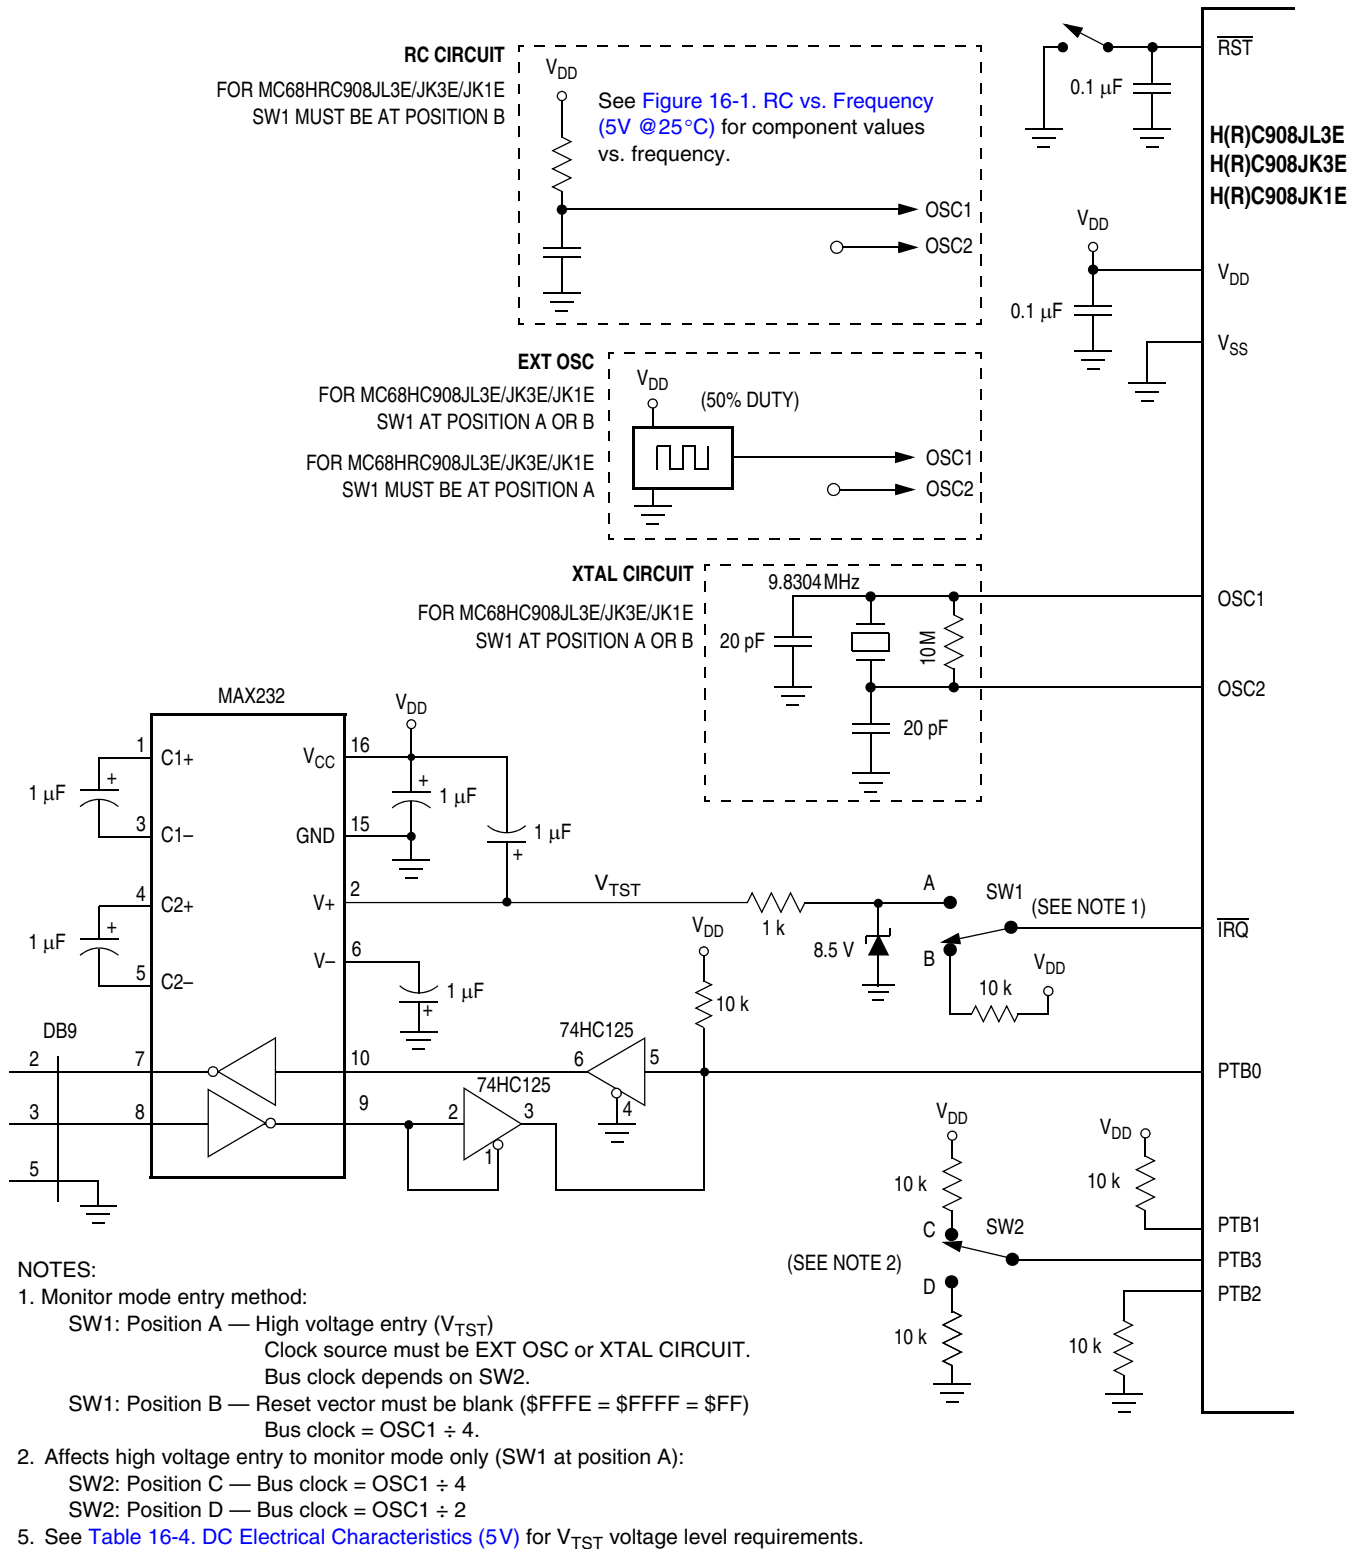 RC CIRCUIT
FOR MC68HRC908JL3E/JK3E/JK1E
SW1 MUST BE AT POSITION B
VDD
See Figure 16-1. RC vs. Frequency
(5V @25°C) for component values
vs. frequency.
OSC1
OSC2
RST
0.1 µF
H(R)C908JL3E
H(R)C908JK3E
H(R)C908JK1E
VDD
VDD
0.1 µF
VSS
EXT OSC
FOR MC68HC908JL3E/JK3E/JK1E
SW1 AT POSITION A OR B
FOR MC68HRC908JL3E/JK3E/JK1E
SW1 MUST BE AT POSITION A
VDD
(50% DUTY)
OSC1
OSC2
XTAL CIRCUIT
FOR MC68HC908JL3E/JK3E/JK1E
SW1 AT POSITION A OR B
9.8304MHz
20 pF
10M
20 pF
OSC1
OSC2
MAX232
VDD
1
C1+
VCC
16
1 µF
+
+
1 µF
3
C1–
GND
15
1 µF
+
4
C2+
V+
2
VTST
1 k
8.5 V
A
SW1
(SEE NOTE 1)
IRQ
B
VDD
10 k
1 µF
+
5
C2–
V–
6
1 µF
+
VDD
10 k
DB9
74HC125
2
7
10
6
5
4
PTB0
74HC125
3
8
9
2
3
1
5
VDD
10 k
VDD
10 k
C
SW2
PTB1
(SEE NOTE 2)
PTB3
D
PTB2
10 k
10 k
NOTES:
1. Monitor mode entry method:
SW1: Position A — High voltage entry (VTST)
Clock source must be EXT OSC or XTAL CIRCUIT.
Bus clock depends on SW2.
SW1: Position B — Reset vector must be blank ($FFFE = $FFFF = $FF)
Bus clock = OSC1 ÷ 4.
2. Affects high voltage entry to monitor mode only (SW1 at position A):
SW2: Position C — Bus clock = OSC1 ÷ 4
SW2: Position D — Bus clock = OSC1 ÷ 2
5. See Table 16-4. DC Electrical Characteristics (5V) for VTST voltage level requirements.